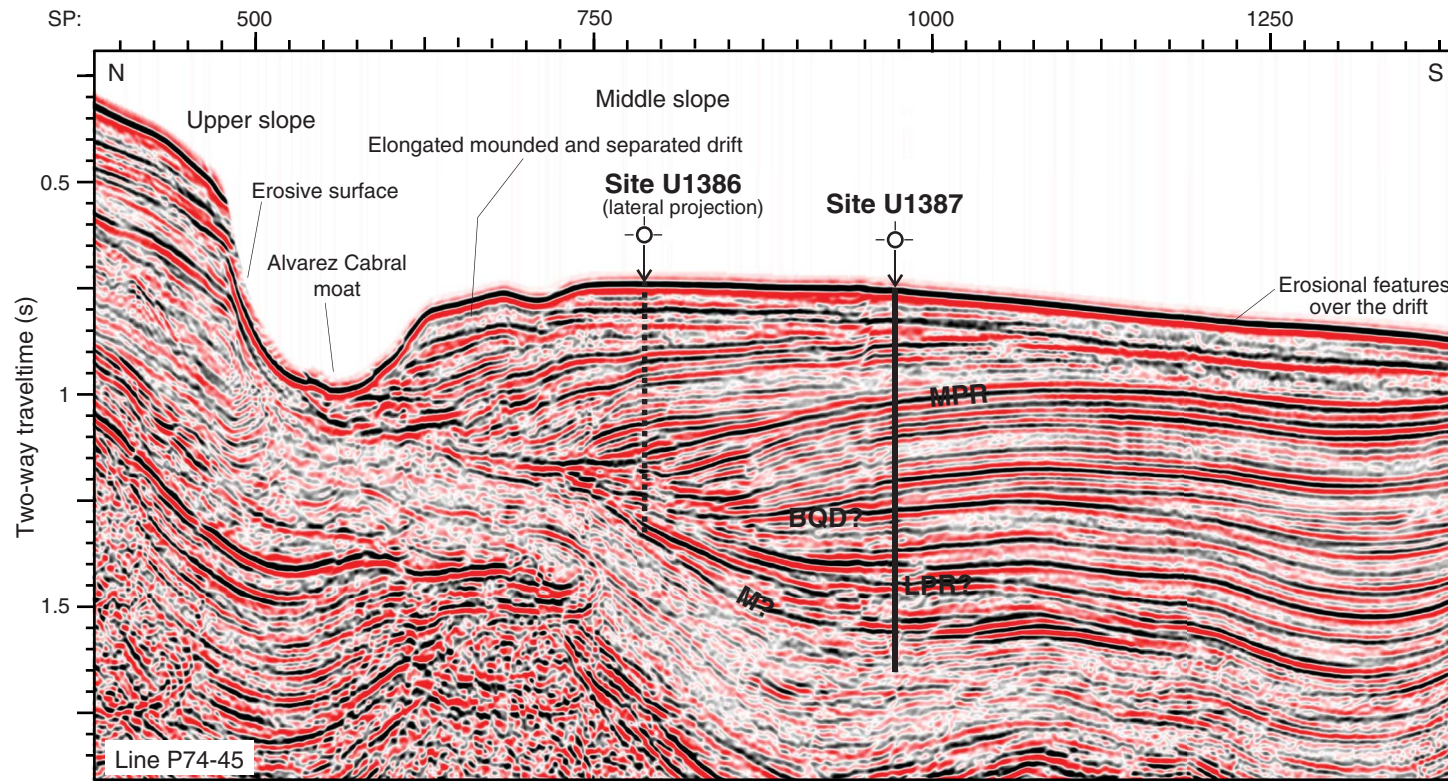 SP: 500 750 1000 1250
N
S
Middle slope
Upper slope
Elongated mounded and separated drift
0.5
Erosive surface
Site U1386
(lateral projection)
Site U1387
Alvarez Cabral
moat
Erosional features
over the drift
Two-way traveltime (s)
1
MPR
BQD?
LPR?
MP
1.5
Line P74-45